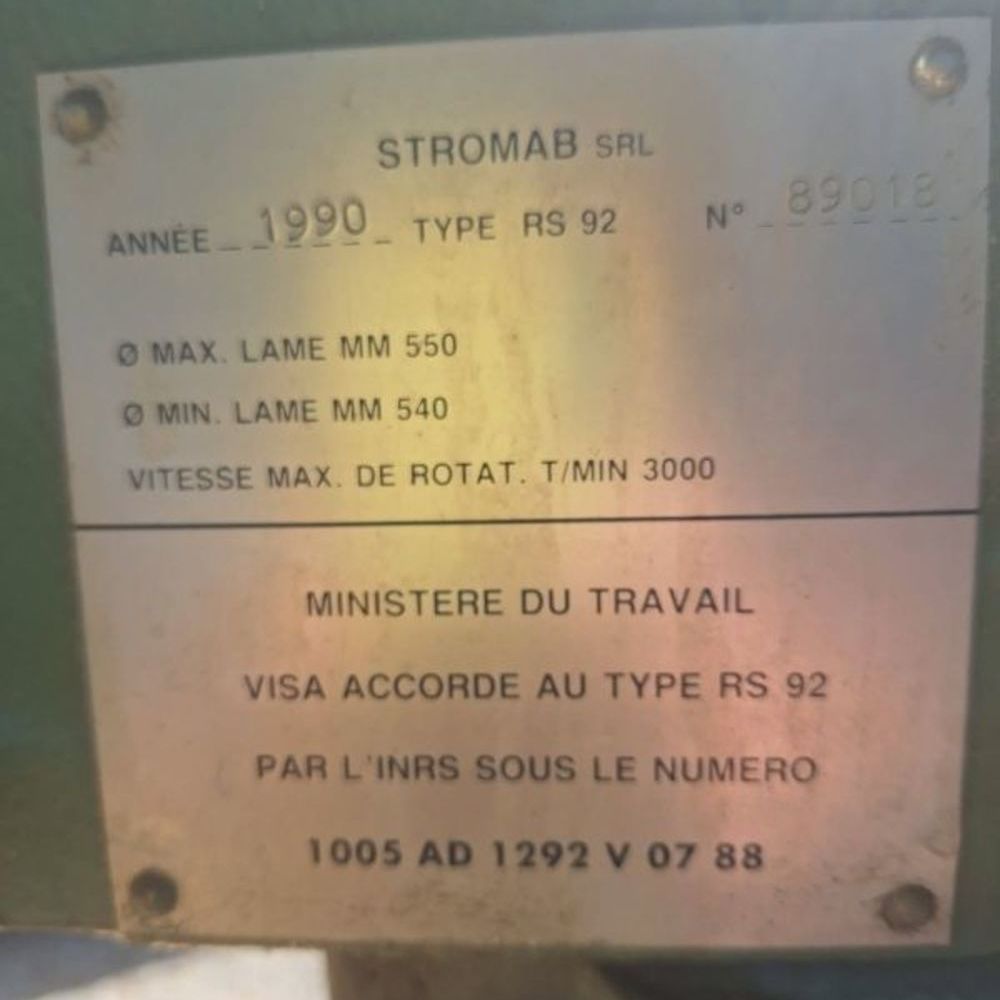 STROMAB SRL
ANNÈE 1990 TYPE RS 92 N° 89018
Ø MAX. LAME MM 550
Ø MIN. LAME MM 540
VITESSE MAX. DE ROTAT. T/MIN 3000
MINISTERE DU TRAVAIL
VISA ACCORDE AU TYPE RS 92
PAR L'INRS SOUS LE NUMERO
1005 AD 1292 V 07 88